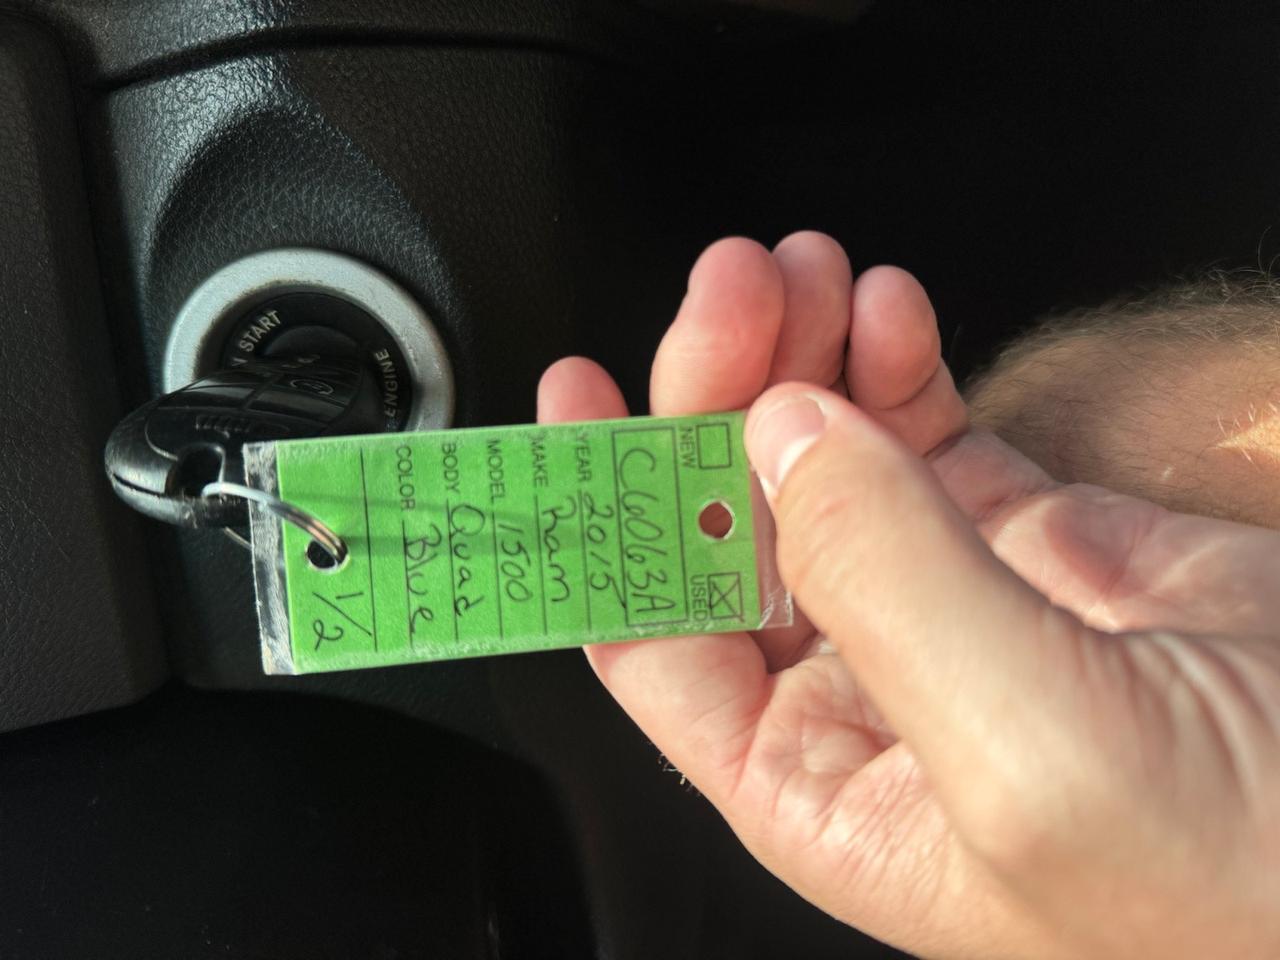 NEW USED
C6063A
YEAR 2015
MAKE Ram
MODEL 1500
BODY Quad
COLOR Blue
1/2
START
ENGINE